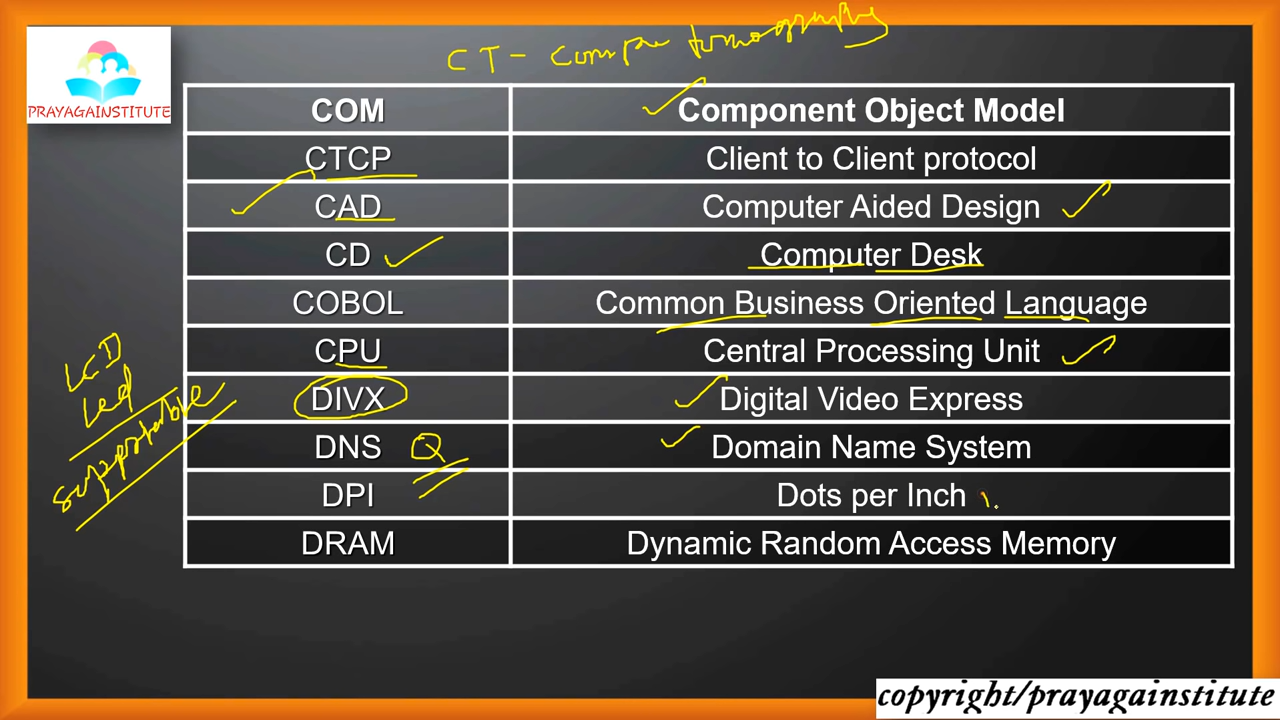 CT - Compu tomography
PRAYAGAINSTITUTE
COM Component Object Model
CTCP Client to Client protocol
CAD Computer Aided Design
CD Computer Desk
COBOL Common Business Oriented Language
CPU Central Processing Unit
LCD
DIVX Digital Video Express
Led
DNS Q Domain Name System
DPI Dots per Inch
DRAM Dynamic Random Access Memory
copyright/prayagainstitute